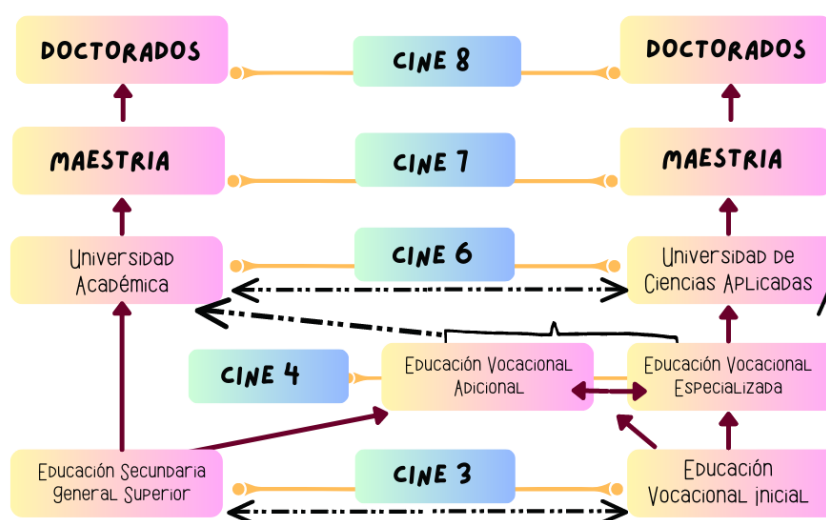 DOCTORADOS
CINE 8
DOCTORADOS
MAESTRIA
CINE 7
MAESTRIA
Universidad
Académica
CINE 6
Universidad de
Ciencias Aplicadas
CINE 4
Educación Vocacional
Adicional
Educación Vocacional
Especializada
Educación Secundaria
General Superior
CINE 3
Educación
Vocacional inicial